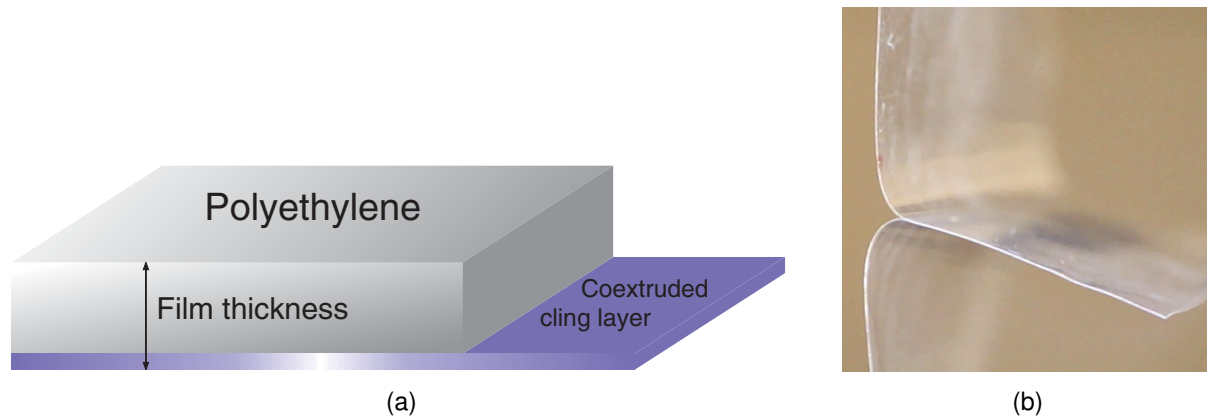 Polyethylene
Film thickness
Coextruded
cling layer
(a)
(b)